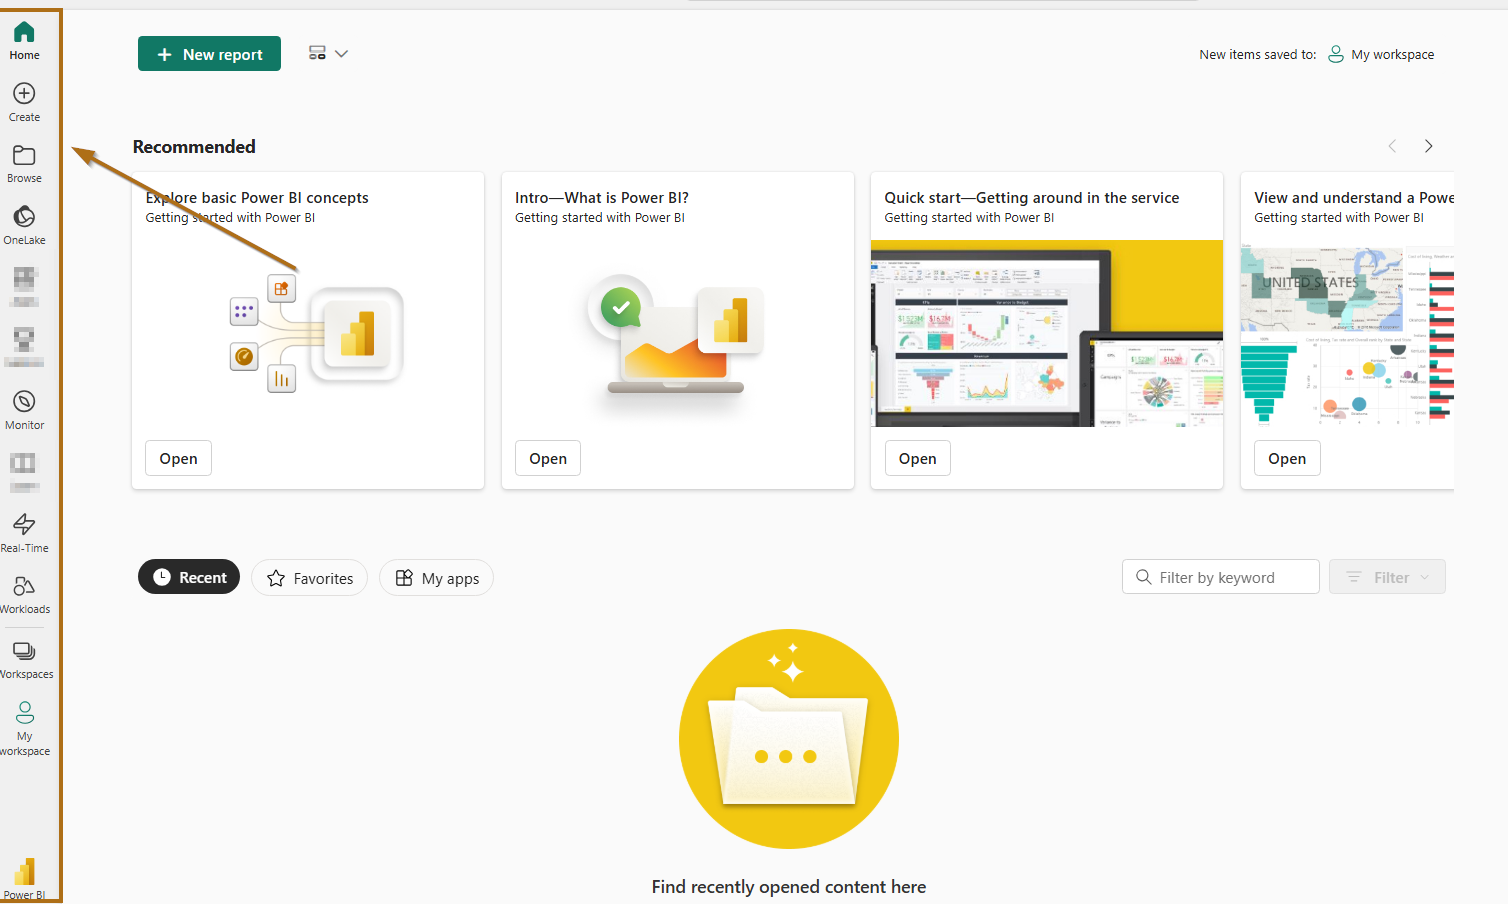 Home
Create
Browse
OneLake
Monitor
Real-Time
Workloads
Workspaces
My
workspace
Power BI
New report
New items saved to:
My workspace
Recommended
Explore basic Power BI concepts
Getting started with Power BI
Open
Intro—What is Power BI?
Getting started with Power BI
Open
Quick start—Getting around in the service
Getting started with Power BI
Open
View and understand a Powe
Getting started with Power BI
UNITED STATES
Open
Recent
Favorites
My apps
Filter by keyword
Filter
Find recently opened content here